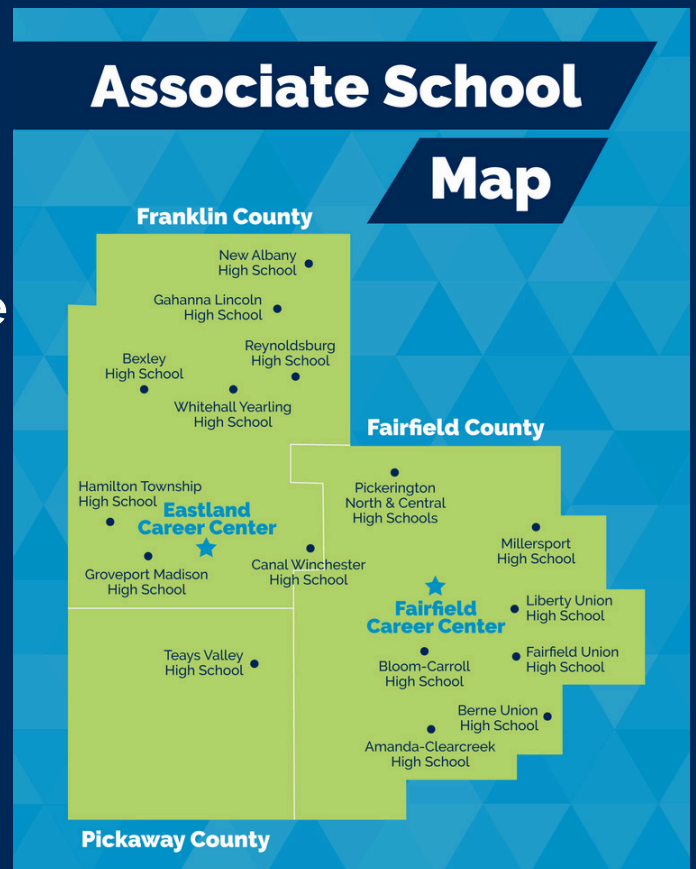 Associate School
Map
Franklin County
New Albany
High School
Gahanna Lincoln
High School
Reynoldsburg
High School
Bexley
High School
Whitehall Yearling
High School
Fairfield County
Hamilton Township
High School
Eastland
Career Center
Groveport Madison
High School
Canal Winchester
High School
Pickerington
North & Central
High Schools
Millersport
High School
Fairfield
Career Center
Liberty Union
High School
Fairfield Union
High School
Bloom-Carroll
High School
Teays Valley
High School
Berne Union
High School
Amanda-Clearcreek
High School
Pickaway County
e